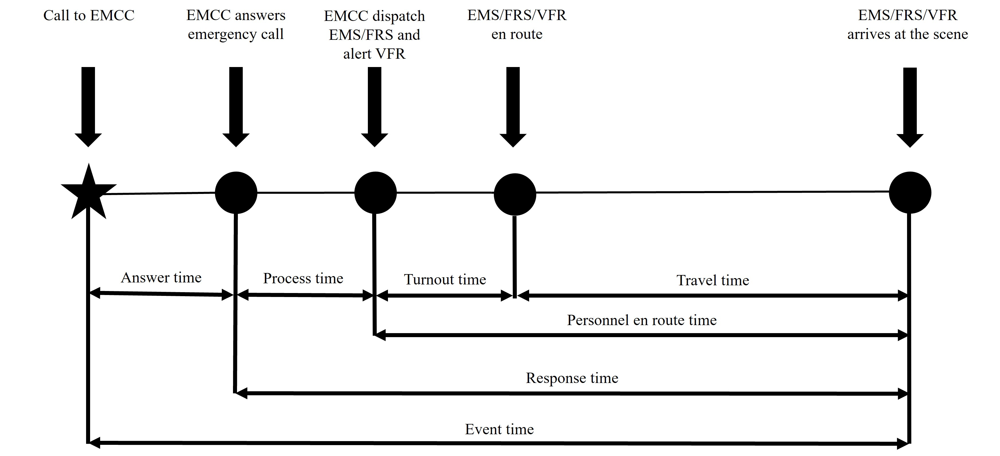 Call to EMCC
EMCC answers
emergency call
EMCC dispatch
EMS/FRS and
alert VFR
EMS/FRS/VFR
en route
EMS/FRS/VFR
arrives at the scene
Answer time
Process time
Turnout time
Travel time
Personnel en route time
Response time
Event time